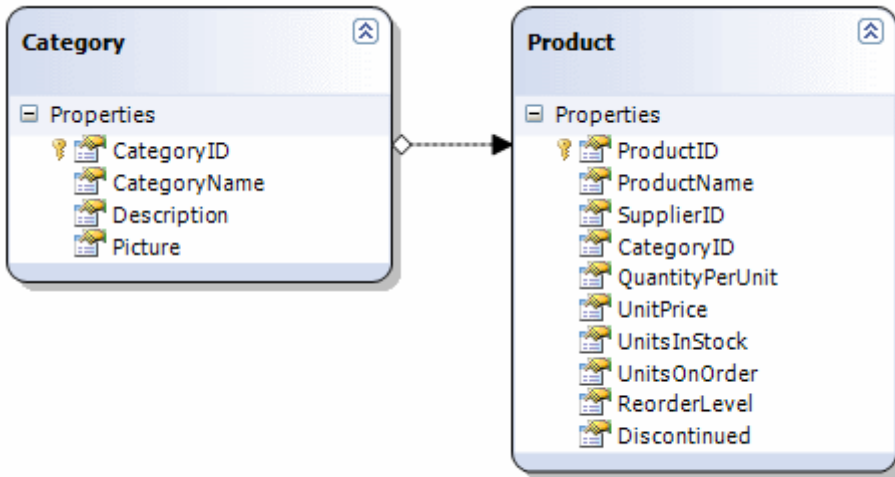 Category
Properties
CategoryID
CategoryName
Description
Picture
Product
Properties
ProductID
ProductName
SupplierID
CategoryID
QuantityPerUnit
UnitPrice
UnitsInStock
UnitsOnOrder
ReorderLevel
Discontinued